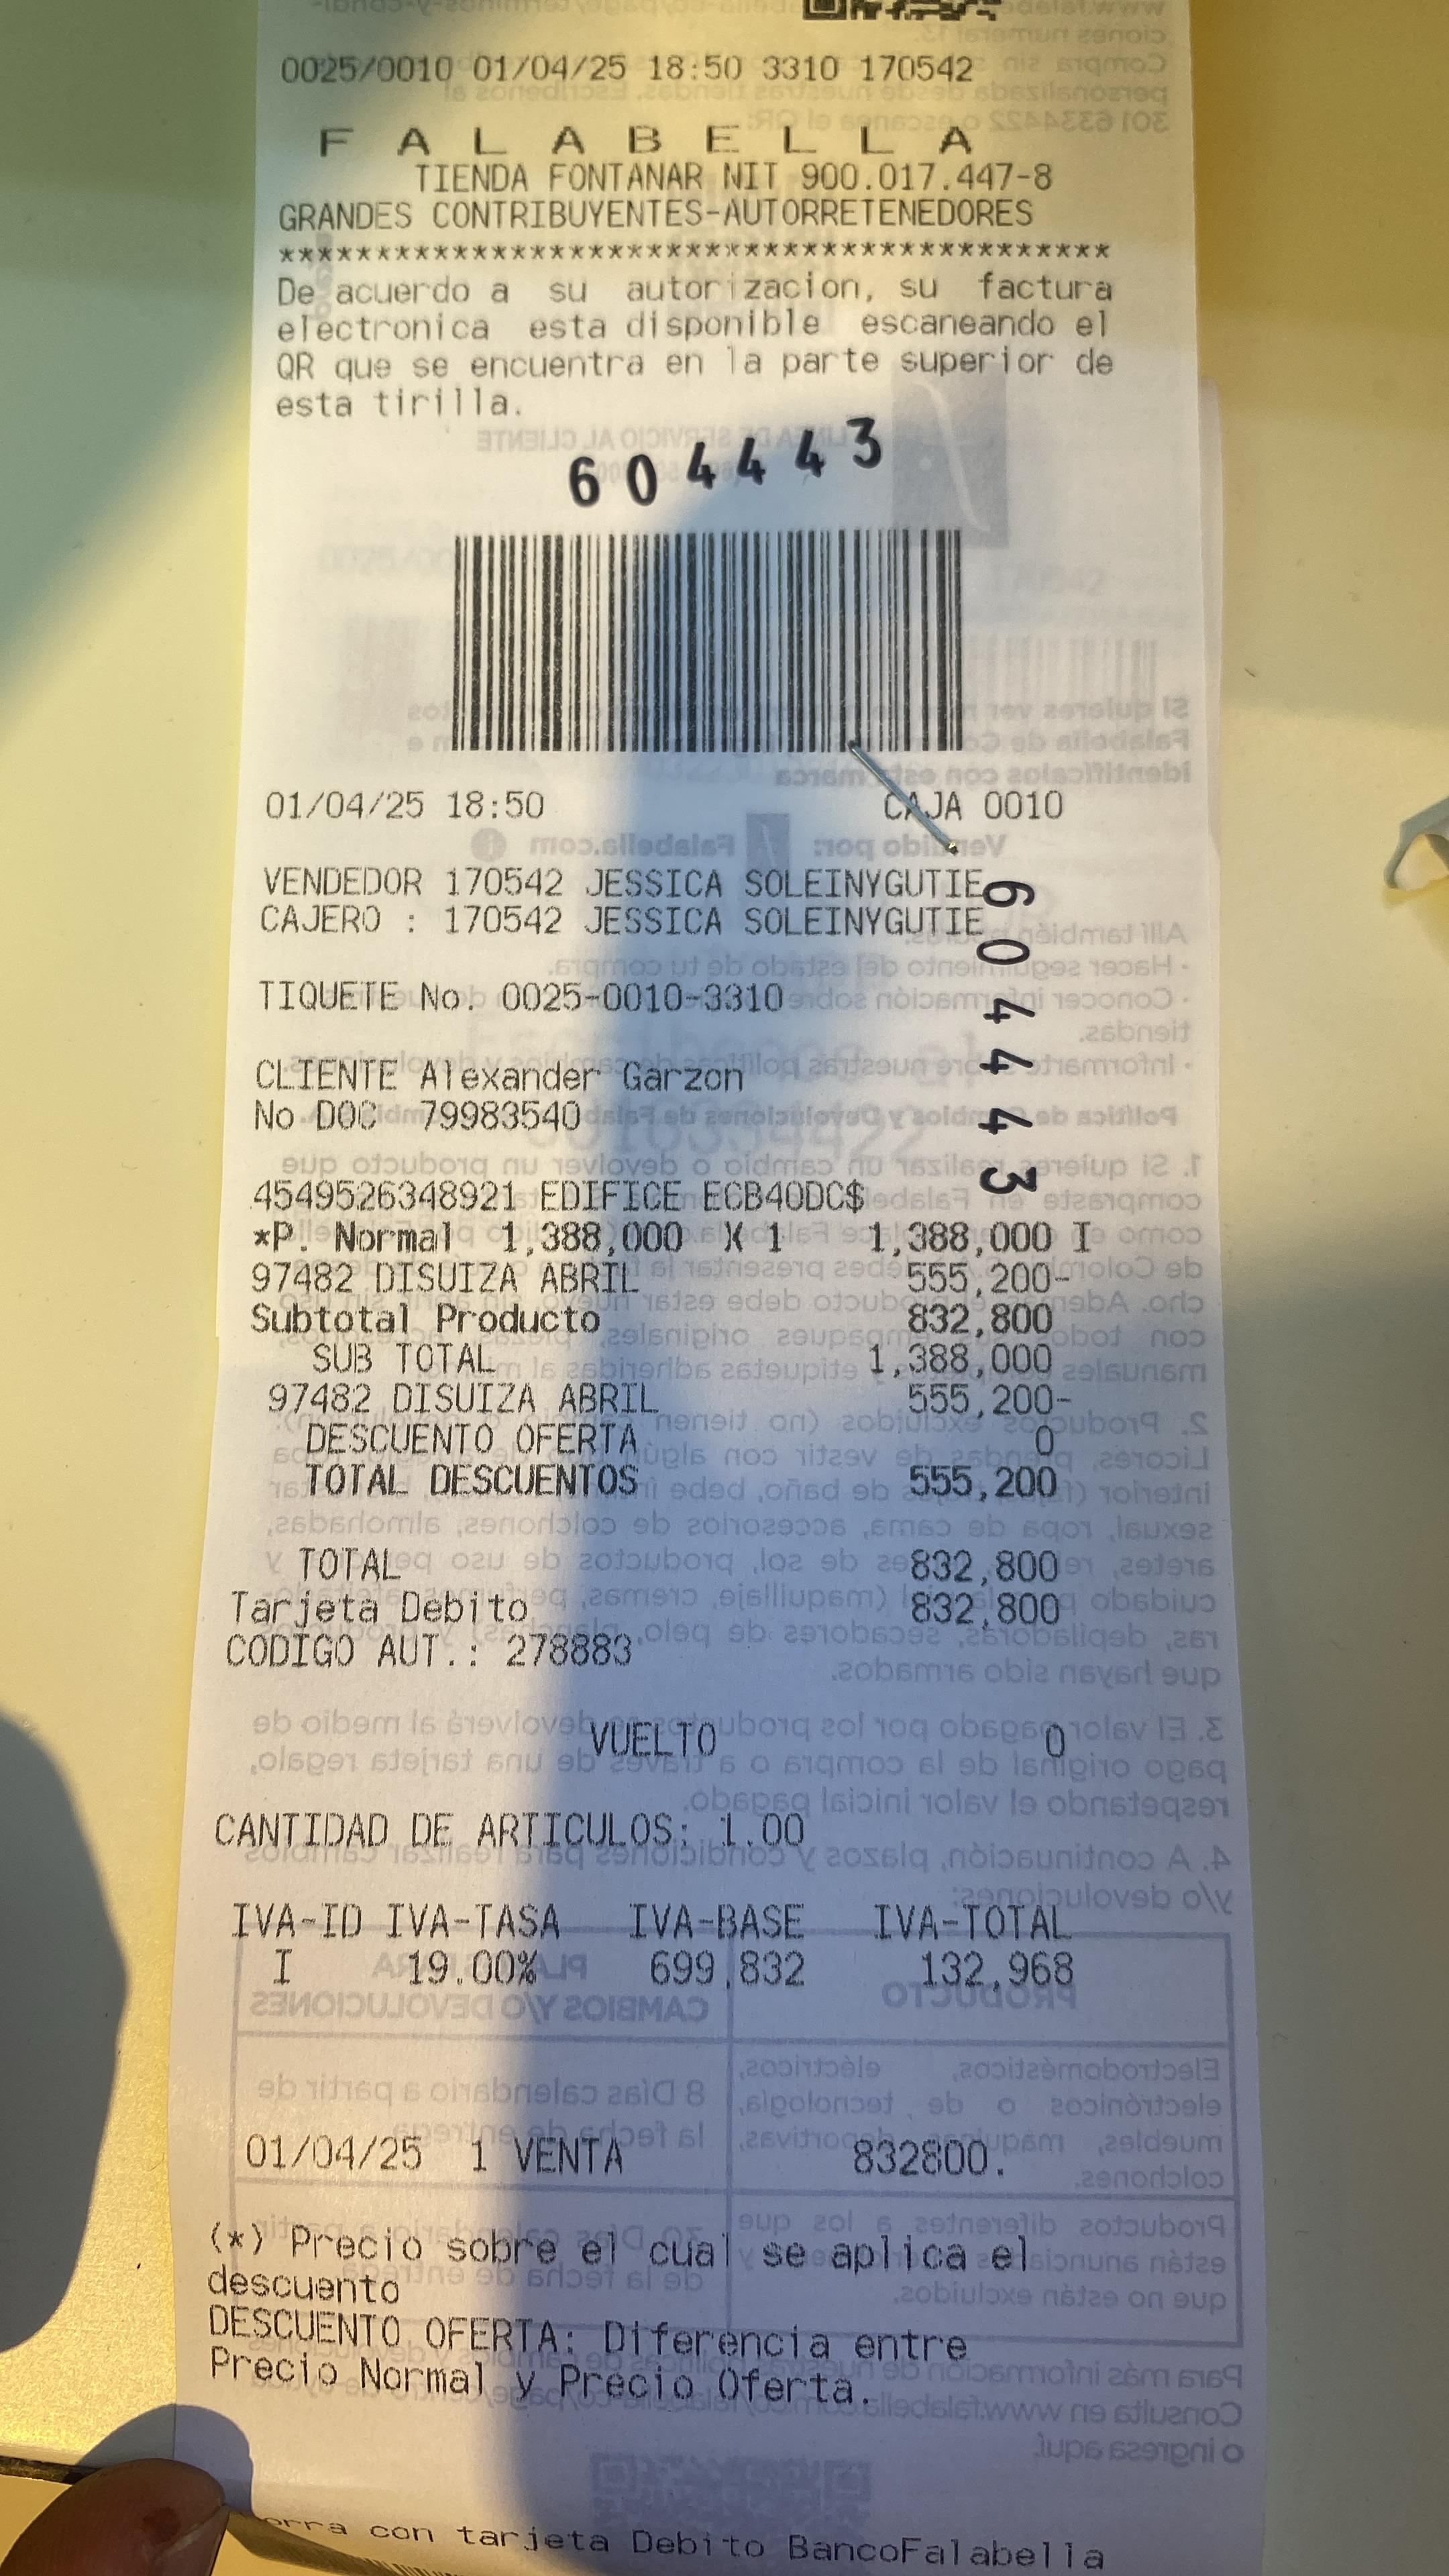 0025/0010 01/04/25 18:50 3310 170542
FALABELLA
TIENDA FONTANAR NIT 900.017.447-8
GRANDES CONTRIBUYENTES-AUTORRETENEDORES
*******************************************
De acuerdo a su autorizacion, su factura
electronica esta disponible escaneando el
QR que se encuentra en la parte superior de
esta tirilla.
604443
01/04/25 18:50 CAJA 0010
VENDEDOR 170542 JESSICA SOLEINYGUTIE
CAJERO : 170542 JESSICA SOLEINYGUTIE
604443
TIQUETE No. 0025-0010-3310
CLIENTE Alexander Garzon
No DOC 79983540
4549526348921 EDIFICE ECB40DC$
*P. Normal 1,388,000 X 1 1,388,000 I
97482 DISUIZA ABRIL 555,200-
Subtotal Producto 832,800
SUB TOTAL 1,388,000
97482 DISUIZA ABRIL 555,200-
DESCUENTO OFERTA 0
TOTAL DESCUENTOS 555,200
TOTAL 832,800
Tarjeta Debito 832,800
CODIGO AUT.: 278883
VUELTO 0
CANTIDAD DE ARTICULOS: 1.00
IVA-ID IVA-TASA IVA-BASE IVA-TOTAL
I 19.00% 699,832 132,968
01/04/25 1 VENTA 832800.
(*) Precio sobre el cual se aplica el
descuento
DESCUENTO OFERTA: Diferencia entre
Precio Normal y Precio Oferta.
con tarjeta Debito BancoFalabella